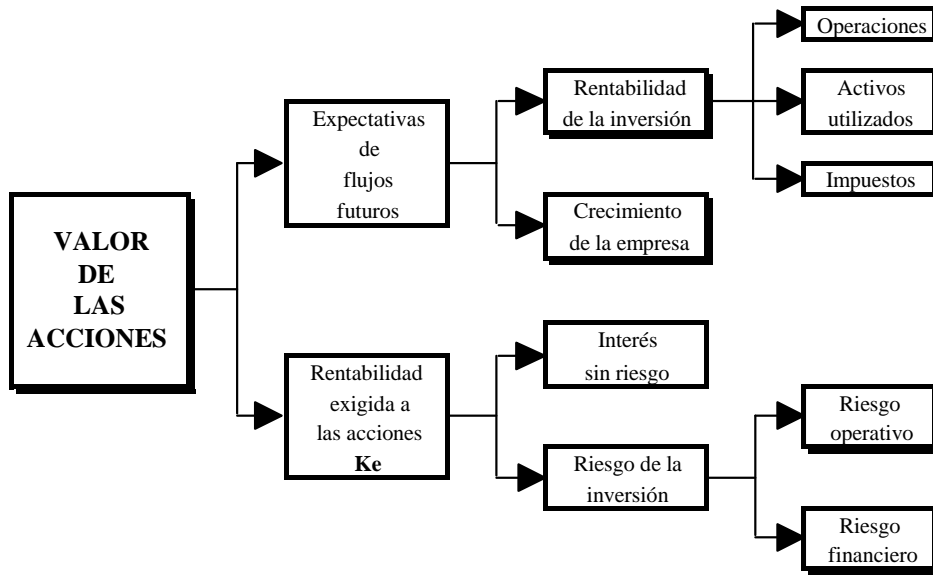 VALOR
DE
LAS
ACCIONES
Expectativas
de
flujos
futuros
Rentabilidad
exigida a
las acciones
Ke
Rentabilidad
de la inversión
Crecimiento
de la empresa
Interés
sin riesgo
Riesgo de la
inversión
Operaciones
Activos
utilizados
Impuestos
Riesgo
operativo
Riesgo
financiero